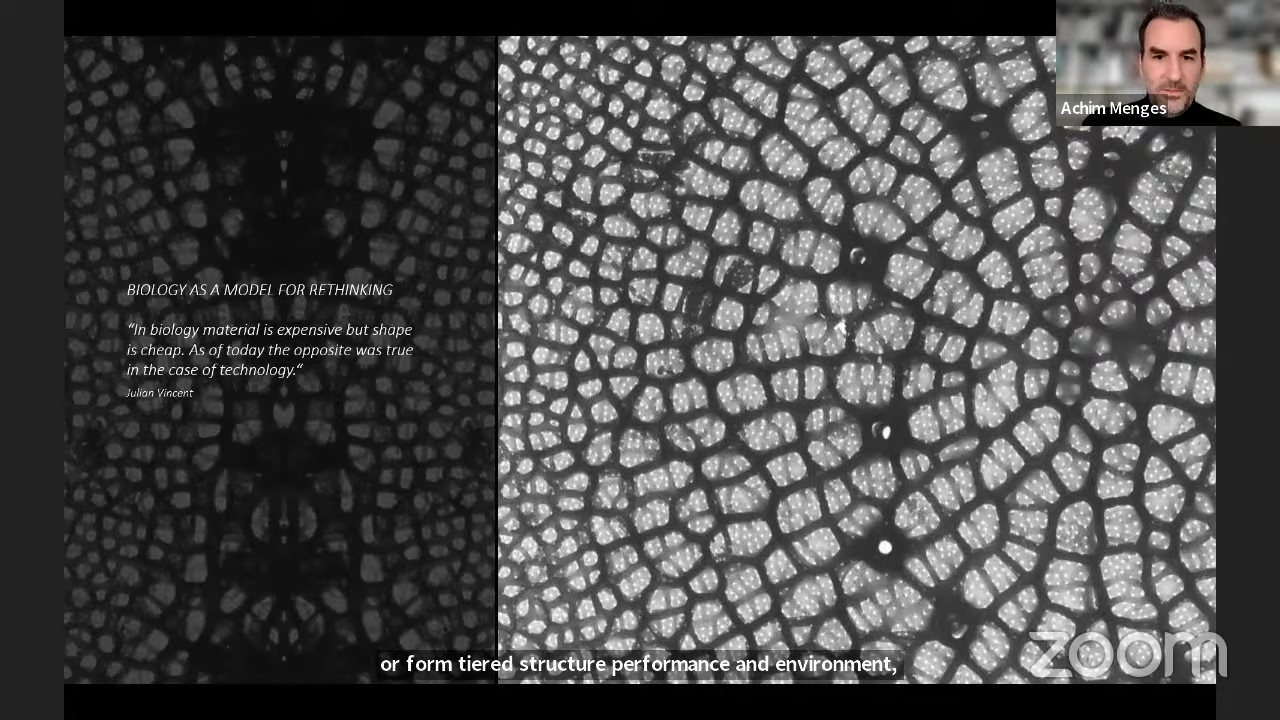 Achim Menges
BIOLOGY AS A MODEL FOR RETHINKING
“In biology material is expensive but shape
is cheap. As of today the opposite was true
in the case of technology.“
Julian Vincent
or form tiered structure performance and environment,
zoom